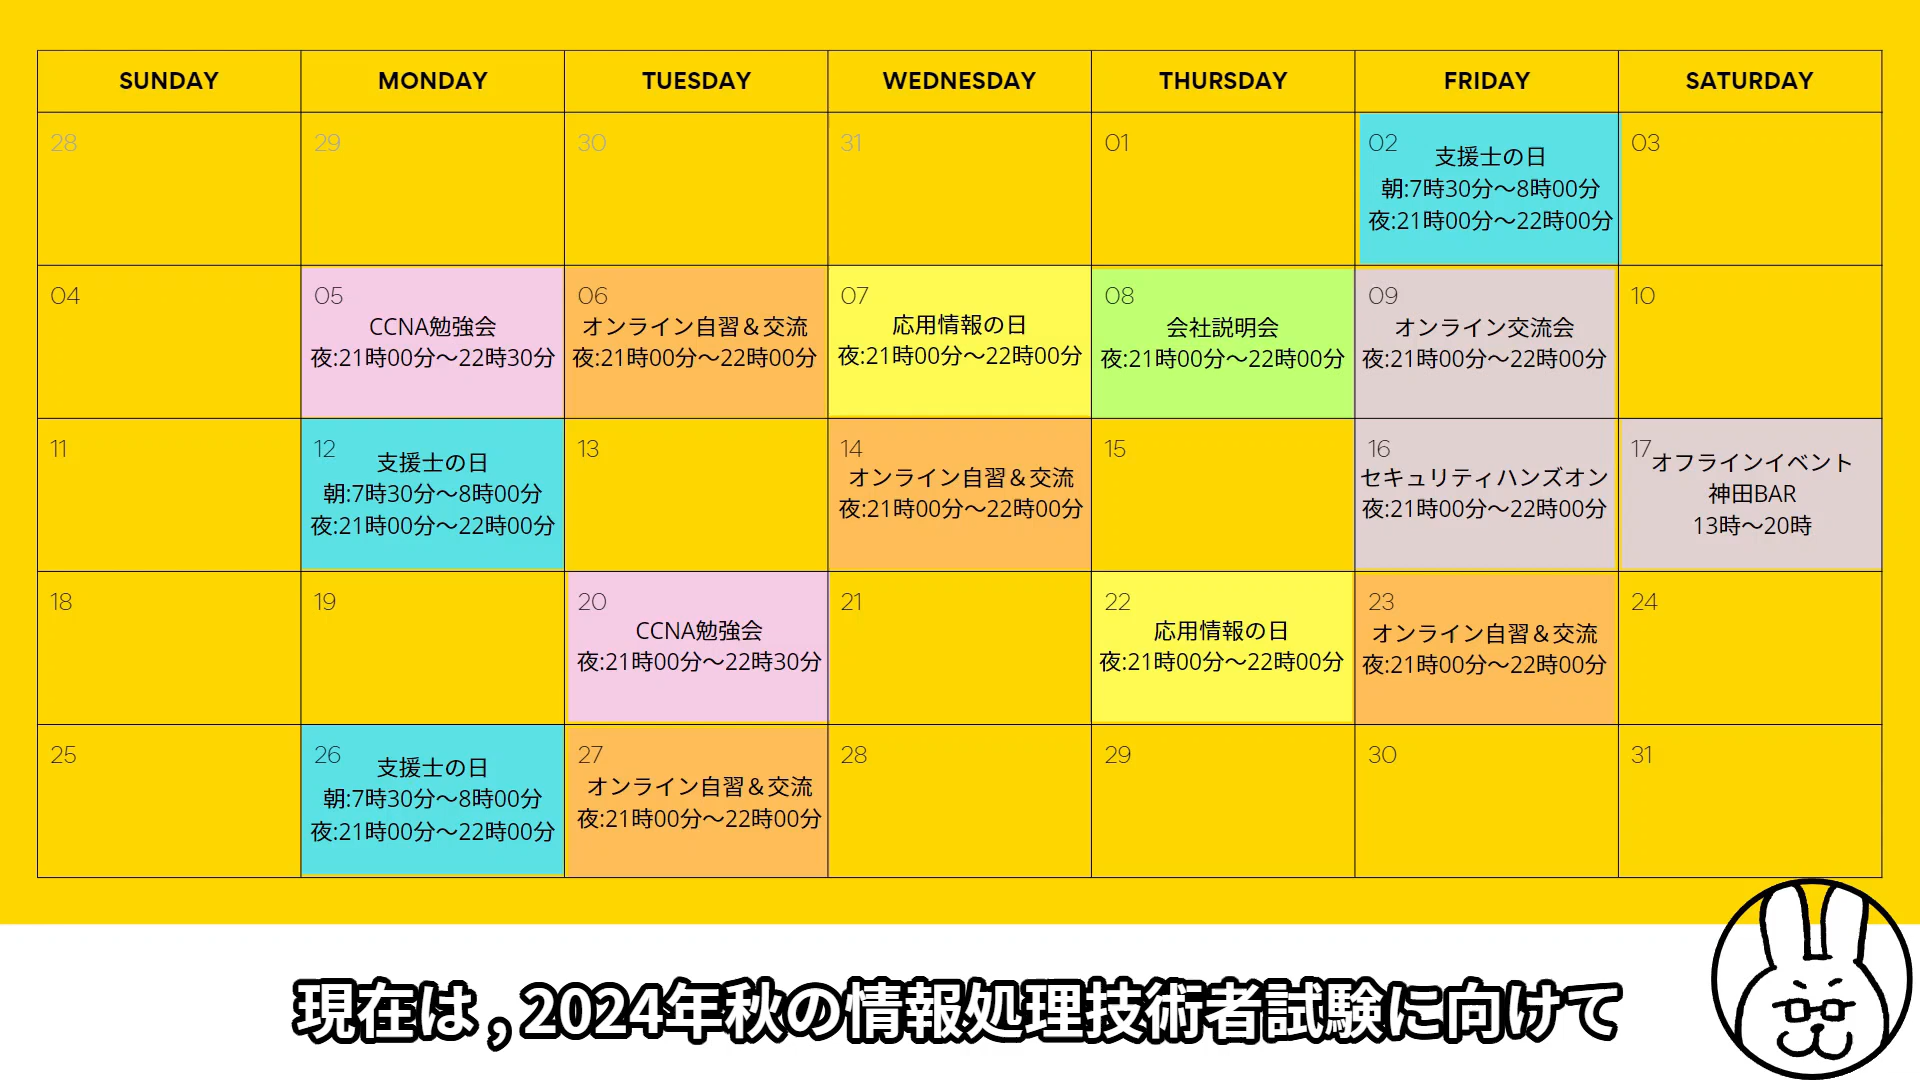 SUNDAY MONDAY TUESDAY WEDNESDAY THURSDAY FRIDAY SATURDAY
28
29
30
31
01
02
支援士の日
朝:7時30分～8時00分
夜:21時00分～22時00分
03
04
05
CCNA勉強会
夜:21時00分～22時30分
06
オンライン自習＆交流
夜:21時00分～22時00分
07
応用情報の日
夜:21時00分～22時00分
08
会社説明会
夜:21時00分～22時00分
09
オンライン交流会
夜:21時00分～22時00分
10
11
12
支援士の日
朝:7時30分～8時00分
夜:21時00分～22時00分
13
14
オンライン自習＆交流
夜:21時00分～22時00分
15
16
セキュリティハンズオン
夜:21時00分～22時00分
17
オフラインイベント
神田BAR
13時～20時
18
19
20
CCNA勉強会
夜:21時00分～22時30分
21
22
応用情報の日
夜:21時00分～22時00分
23
オンライン自習＆交流
夜:21時00分～22時00分
24
25
26
支援士の日
朝:7時30分～8時00分
夜:21時00分～22時00分
27
オンライン自習＆交流
夜:21時00分～22時00分
28
29
30
31
現在は，2024年秋の情報処理技術者試験に向けて